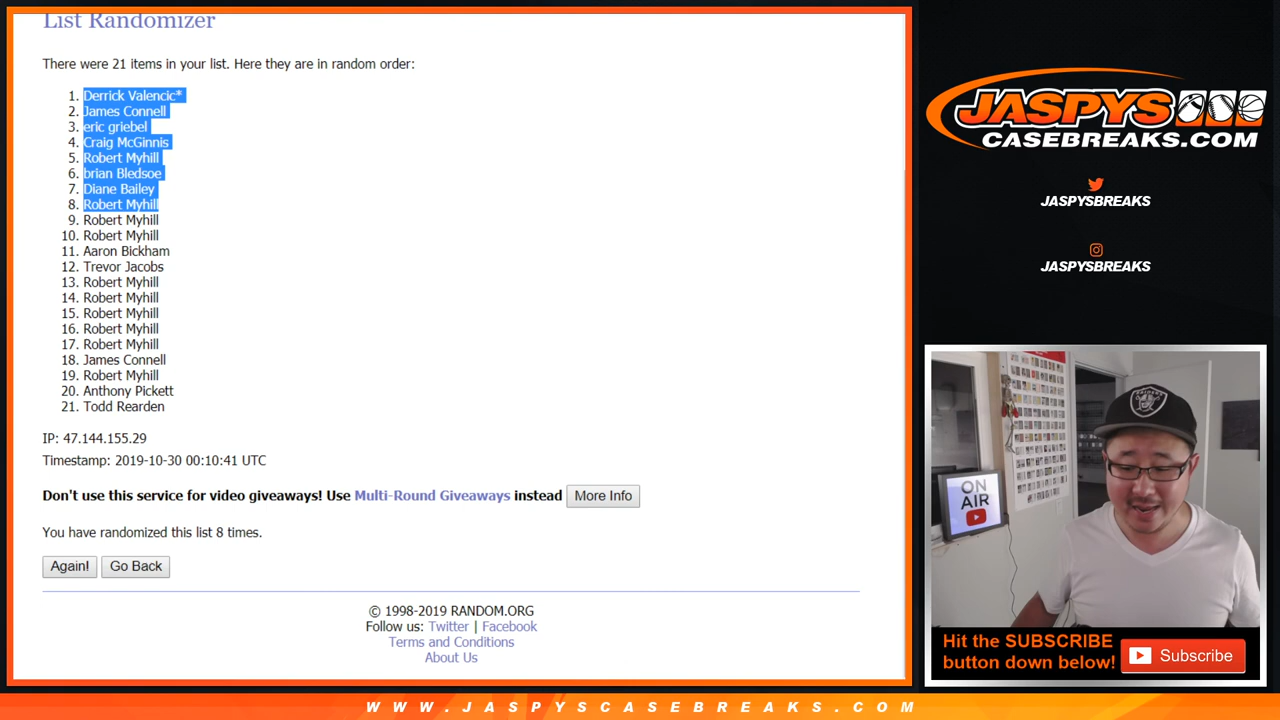 List Randomizer
There were 21 items in your list. Here they are in random order:
1. Derrick Valencic*
2. James Connell
3. eric griebel
4. Craig McGinnis
5. Robert Myhill
6. brian Bledsoe
7. Diane Bailey
8. Robert Myhill
9. Robert Myhill
10. Robert Myhill
11. Aaron Bickham
12. Trevor Jacobs
13. Robert Myhill
14. Robert Myhill
15. Robert Myhill
16. Robert Myhill
17. Robert Myhill
18. James Connell
19. Robert Myhill
20. Anthony Pickett
21. Todd Rearden
IP: 47.144.155.29
Timestamp: 2019-10-30 00:10:41 UTC
Don't use this service for video giveaways! Use Multi-Round Giveaways instead More Info
You have randomized this list 8 times.
Again! Go Back
© 1998-2019 RANDOM.ORG
Follow us: Twitter | Facebook
Terms and Conditions
About Us
JASPYS
CASEBREAKS.COM
JASPYSBREAKS
JASPYSBREAKS
ON
AIR
RAIDERS
Hit the SUBSCRIBE
button down below!
Subscribe
WWW.JASPYSCASEBREAKS.COM